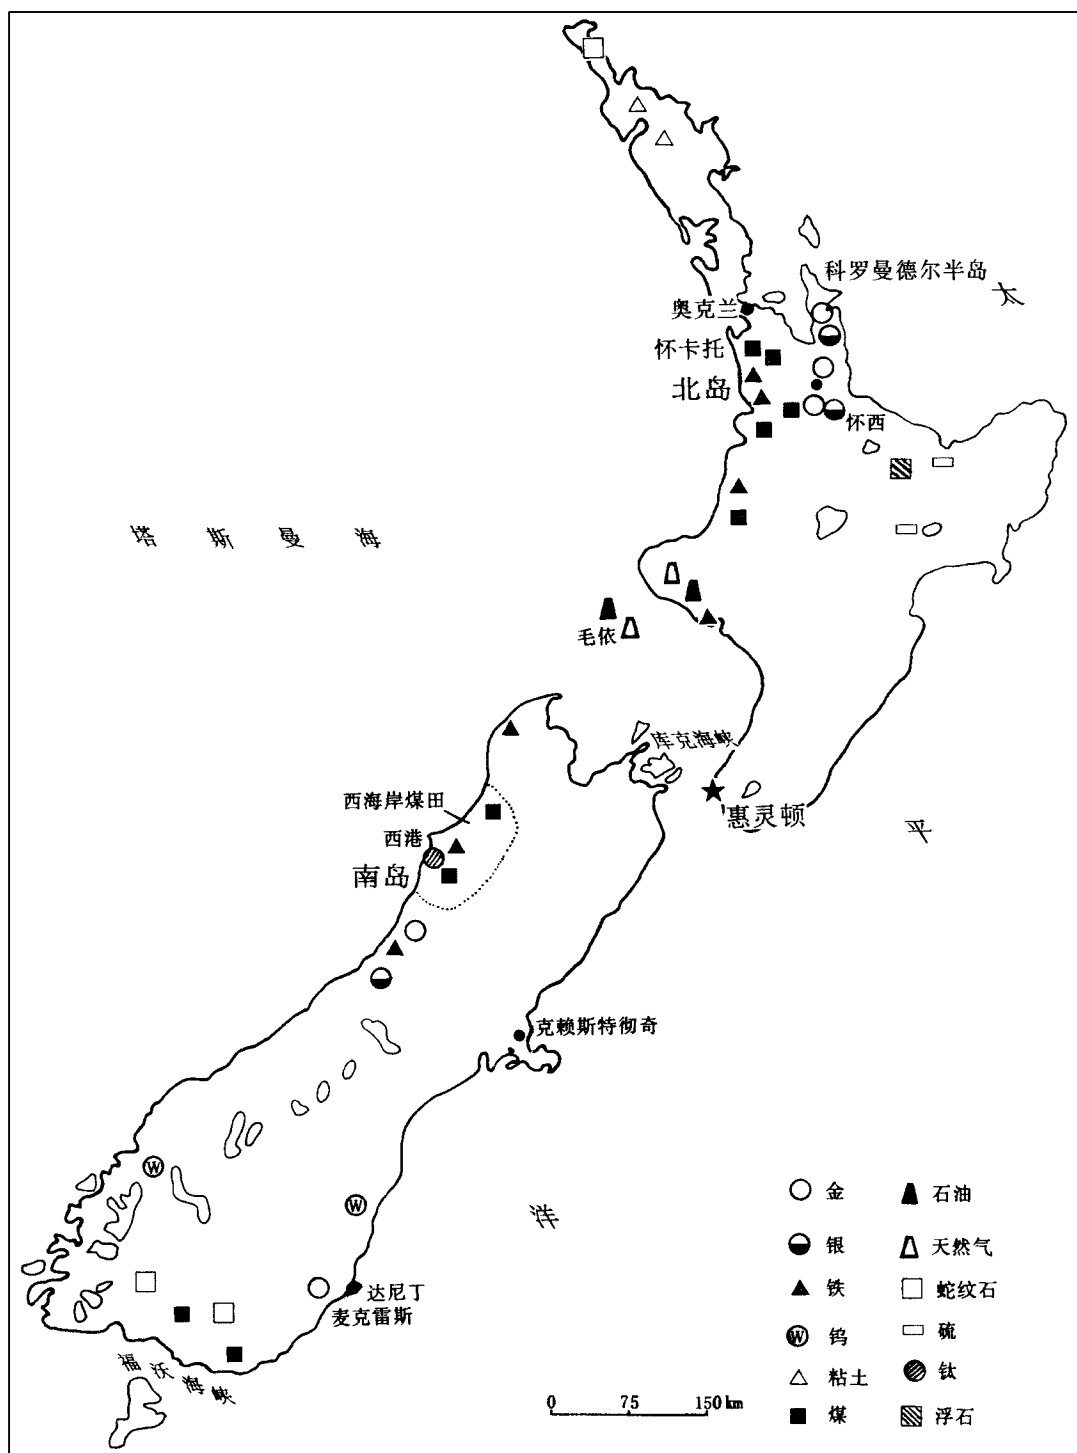 科罗曼德尔半岛
太
奥克兰
怀卡托
北岛
怀西
塔斯曼海
毛依
库克海峡
西海岸煤田
惠灵顿
平
西港
南岛
克赖斯特彻奇
W
W
洋
达尼丁
麦克雷斯
福沃海峡
金
石油
银
天然气
铁
蛇纹石
W 钨
硫
粘土
钛
煤
浮石
0 75 150 km